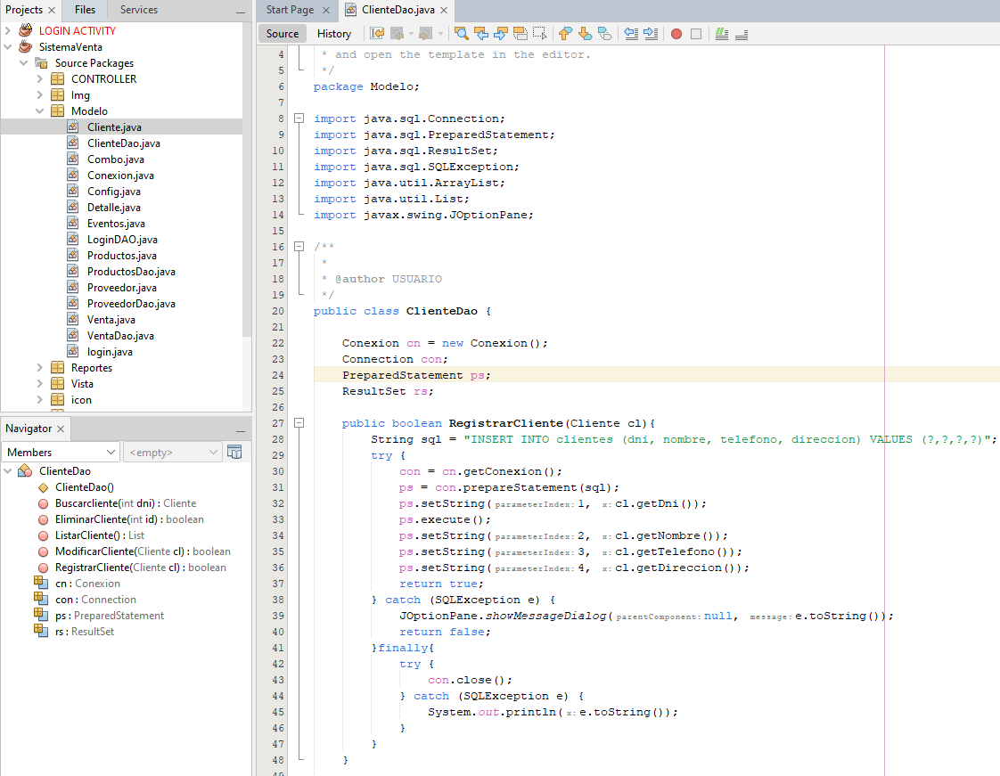 Projects
Files
Services
LOGIN ACTIVITY
SistemaVenta
Source Packages
CONTROLLER
Img
Modelo
Cliente.java
ClienteDao.java
Combo.java
Conexion.java
Config.java
Detalle.java
Eventos.java
LoginDAO.java
Productos.java
ProductosDao.java
Proveedor.java
ProveedorDao.java
Venta.java
VentaDao.java
login.java
Reportes
Vista
icon
Navigator
Members
<empty>
ClienteDao
ClienteDao()
Buscarcliente(int dni) : Cliente
EliminarCliente(int id) : boolean
ListarCliente() : List
ModificarCliente(Cliente cl) : boolean
RegistrarCliente(Cliente cl) : boolean
cn : Conexion
con : Connection
ps : PreparedStatement
rs : ResultSet
Start Page
ClienteDao.java
Source History
4 * and open the template in the editor.
5 */
6 package Modelo;
7
8 import java.sql.Connection;
9 import java.sql.PreparedStatement;
10 import java.sql.ResultSet;
11 import java.sql.SQLException;
12 import java.util.ArrayList;
13 import java.util.List;
14 import javax.swing.JOptionPane;
15
16 /**
17 *
18 * @author USUARIO
19 */
20 public class ClienteDao {
21
22 Conexion cn = new Conexion();
23 Connection con;
24 PreparedStatement ps;
25 ResultSet rs;
26
27 public boolean RegistrarCliente(Cliente cl){
28 String sql = "INSERT INTO clientes (dni, nombre, telefono, direccion) VALUES (?,?,?,?)";
29 try {
30 con = cn.getConexion();
31 ps = con.prepareStatement(sql);
32 ps.setString(parameterIndex: 1, x: cl.getDni());
33 ps.execute();
34 ps.setString(parameterIndex: 2, x: cl.getNombre());
35 ps.setString(parameterIndex: 3, x: cl.getTelefono());
36 ps.setString(parameterIndex: 4, x: cl.getDireccion());
37 return true;
38 } catch (SQLException e) {
39 JOptionPane.showMessageDialog(parentComponent: null, message: e.toString());
40 return false;
41 }finally{
42 try {
43 con.close();
44 } catch (SQLException e) {
45 System.out.println(x: e.toString());
46 }
47 }
48 }
49